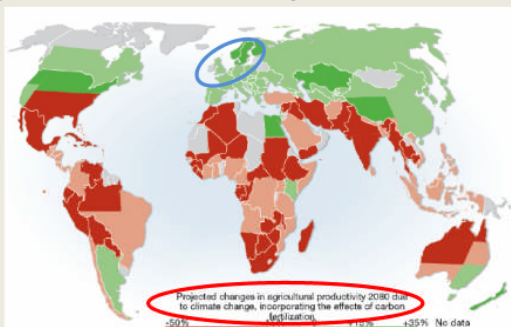 Projected changes in agricultural productivity 2080 due
to climate change, incorporating the effects of carbon
fertilization
-50% +35% No data